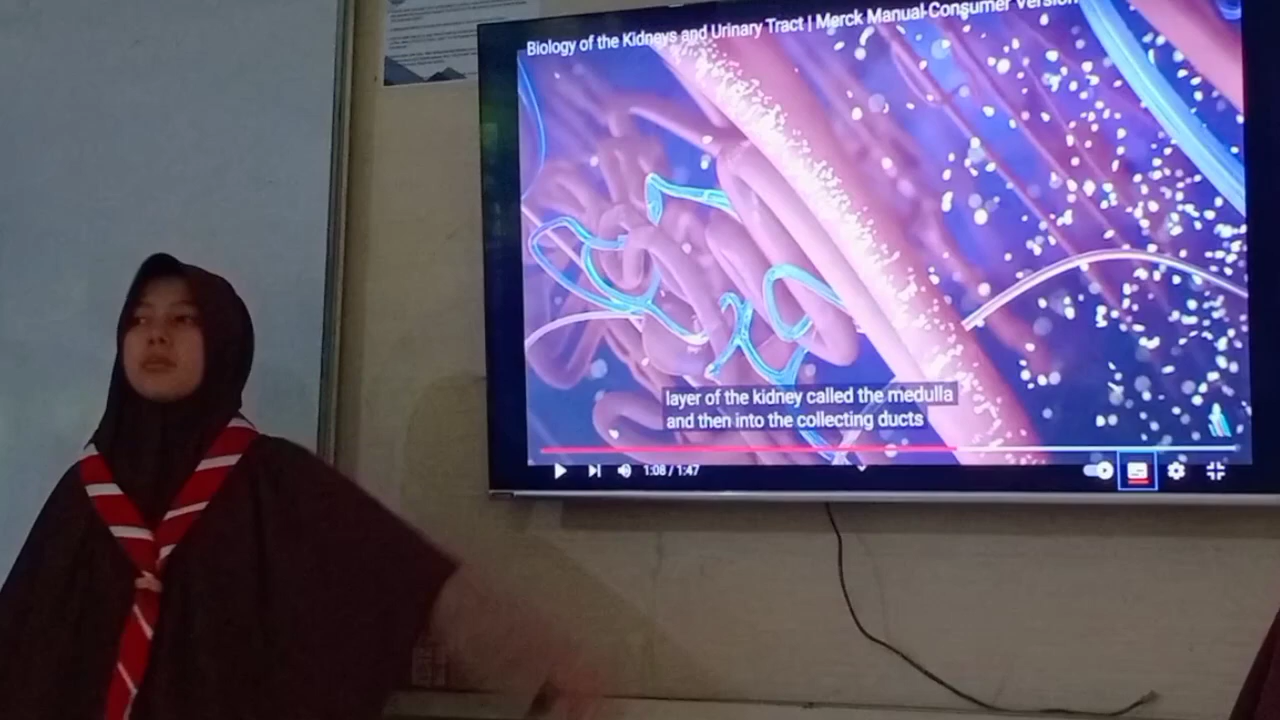 Biology of the Kidneys and Urinary Tract | Merck Manual Consumer Version
layer of the kidney called the medulla
and then into the collecting ducts
1:08 / 1:47